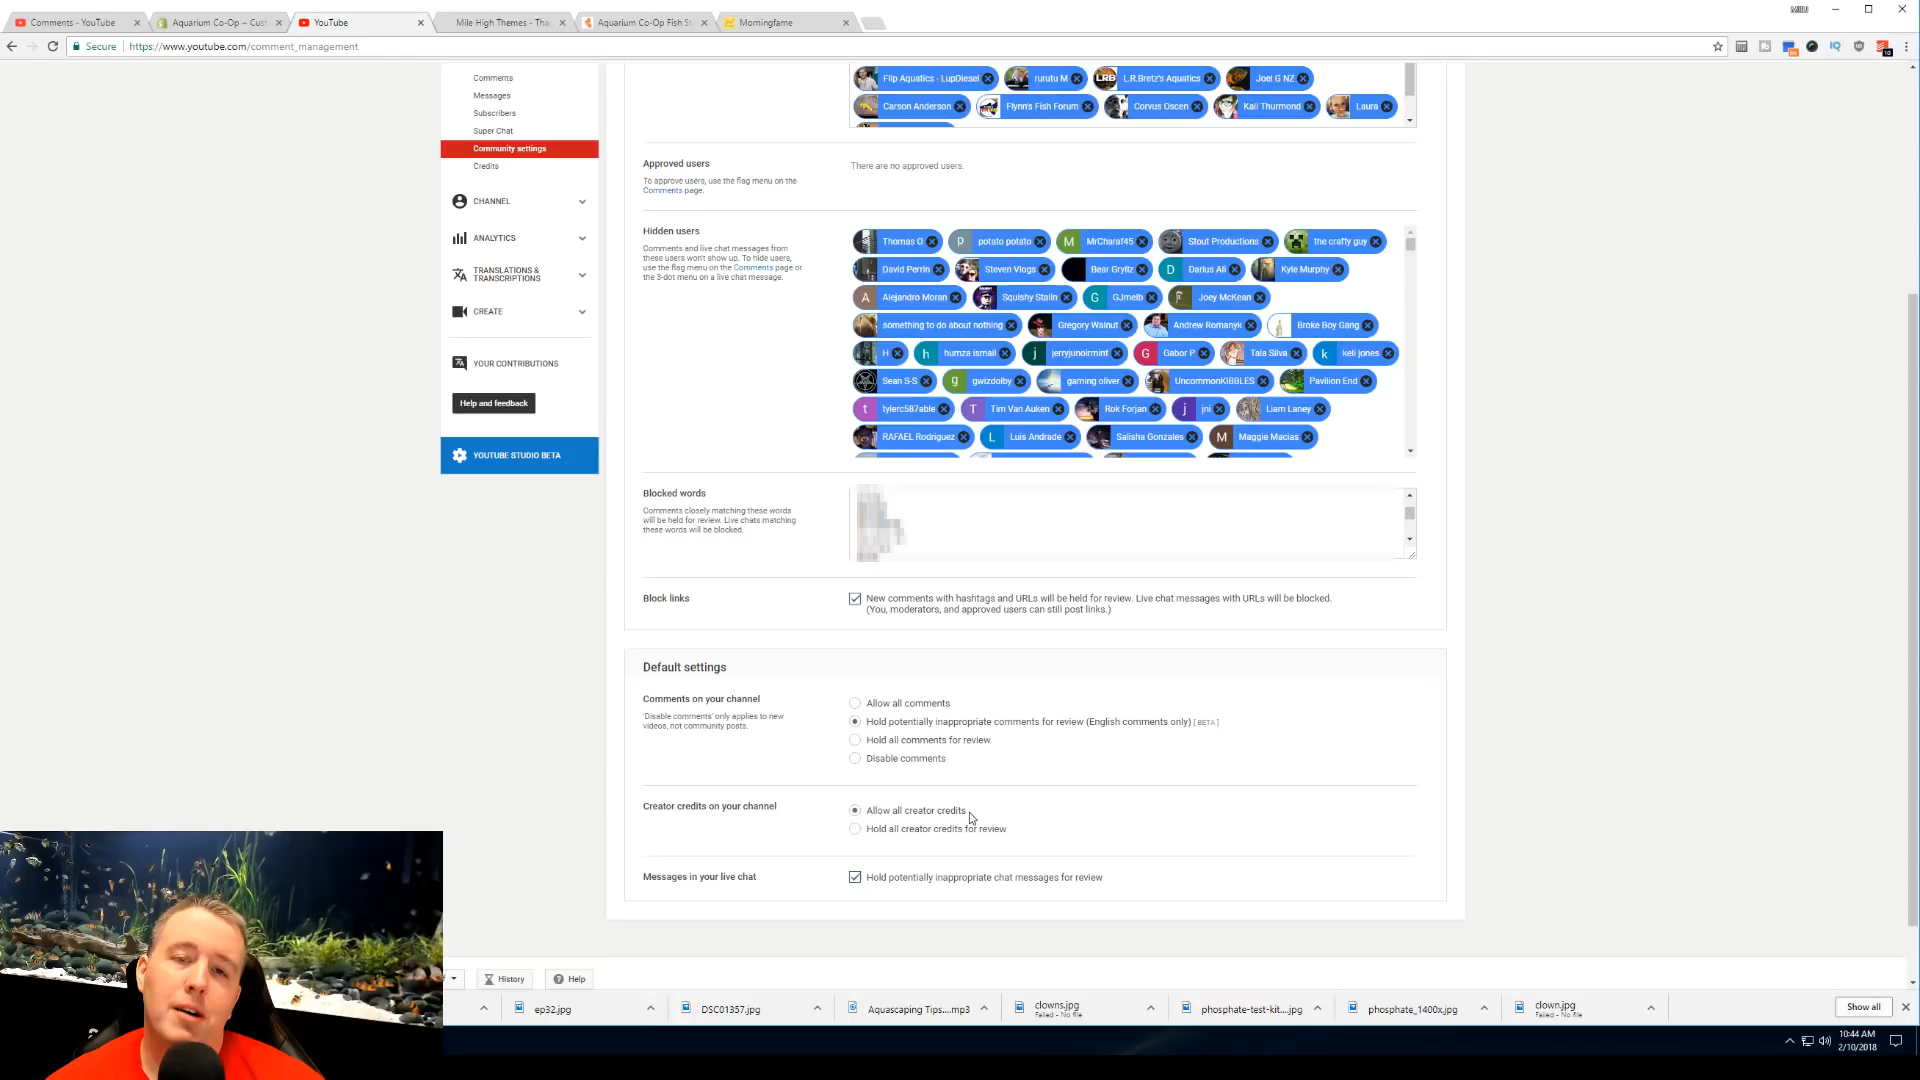 Comments - YouTube
Aquarium Co-Op – Cust
YouTube
Mile High Themes - Tha
Aquarium Co-Op Fish St
Morningfame
Secure
https://www.youtube.com/comment_management
Comments
Messages
Subscribers
Super Chat
Community settings
Credits
CHANNEL
ANALYTICS
TRANSLATIONS &
TRANSCRIPTIONS
CREATE
YOUR CONTRIBUTIONS
Help and feedback
YOUTUBE STUDIO BETA
Flip Aquatics - LupDiesel
rurutu M
LRB
L.R.Bretz's Aquatics
Joel G NZ
Carson Anderson
Flynn's Fish Forum
Corvus Oscen
Kali Thurmond
Laura
Approved users
To approve users, use the flag menu on the
Comments page.
There are no approved users.
Hidden users
Comments and live chat messages from
these users won't show up. To hide users,
use the flag menu on the Comments page or
the 3-dot menu on a live chat message.
Thomas O
p potato potato
M MrCharaf45
Stout Productions
the crafty guy
David Perrin
Steven Vlogs
Bear Gryllz
D Darius Ali
Kyle Murphy
A Alejandro Moran
Squishy Stalin
G GJmelb
Joey McKean
something to do about nothing
Gregory Walnut
Andrew Romanyk
Broke Boy Gang
H
h humza ismail
j jerryjunoirmint
G Gabor P
Tala Silva
k keli jones
Sean S-S
g gwizdolby
gaming oliver
UncommonKIBBLES
Pavilion End
t tylerc587able
T Tim Van Auken
Rok Forjan
j jni
Liam Laney
RAFAEL Rodriguez
L Luis Andrade
Salisha Gonzales
M Maggie Macias
Blocked words
Comments closely matching these words
will be held for review. Live chats matching
these words will be blocked.
Block links
New comments with hashtags and URLs will be held for review. Live chat messages with URLs will be blocked.
(You, moderators, and approved users can still post links.)
Default settings
Comments on your channel
'Disable comments' only applies to new
videos, not community posts.
Allow all comments
Hold potentially inappropriate comments for review (English comments only) [BETA]
Hold all comments for review
Disable comments
Creator credits on your channel
Allow all creator credits
Hold all creator credits for review
Messages in your live chat
Hold potentially inappropriate chat messages for review
History
Help
ep32.jpg
DSC01357.jpg
Aquascaping Tips....mp3
clowns.jpg
Failed - No file
phosphate-test-kit....jpg
phosphate_1400x.jpg
clown.jpg
Failed - No file
Show all
10:44 AM
2/10/2018